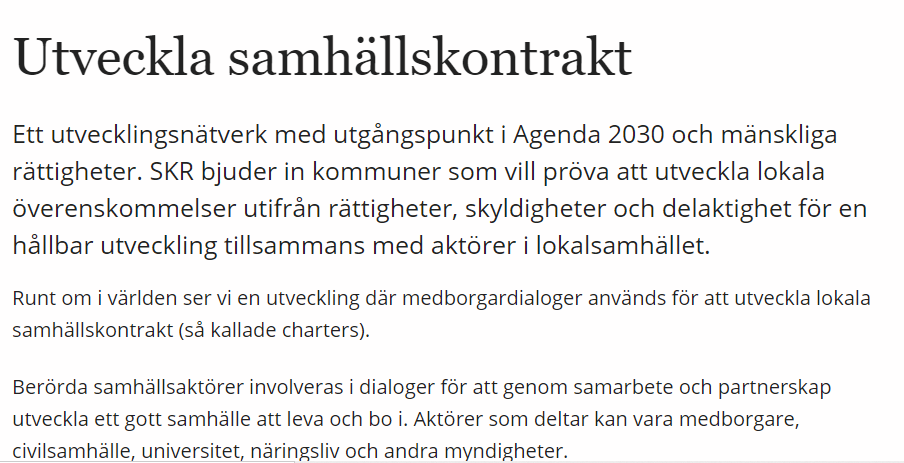 Utveckla samhällskontrakt
Ett utvecklingsnätverk med utgångspunkt i Agenda 2030 och mänskliga
rättigheter. SKR bjuder in kommuner som vill pröva att utveckla lokala
överenskommelser utifrån rättigheter, skyldigheter och delaktighet för en
hållbar utveckling tillsammans med aktörer i lokalsamhället.
Runt om i världen ser vi en utveckling där medborgardialoger används för att utveckla lokala
samhällskontrakt (så kallade charters).
Berörda samhällsaktörer involveras i dialoger för att genom samarbete och partnerskap
utveckla ett gott samhälle att leva och bo i. Aktörer som deltar kan vara medborgare,
civilsamhälle, universitet, näringsliv och andra myndigheter.